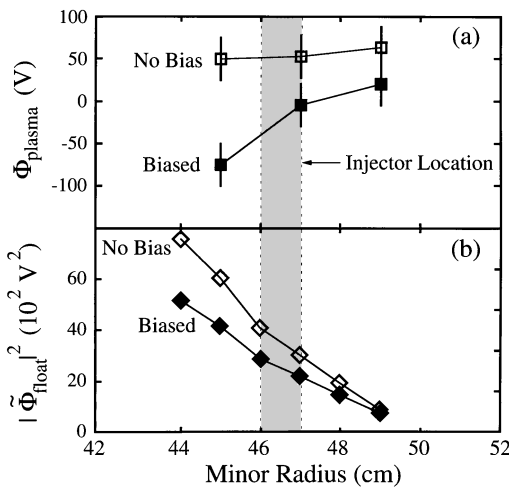 100
(a)
No Bias
50
0
Φplasma (V)
-50
Biased
Injector Location
-100
(b)
No Bias
60
|Φ̃float|² (10² V²)
40
Biased
20
0
42 44 46 48 50 52
Minor Radius (cm)